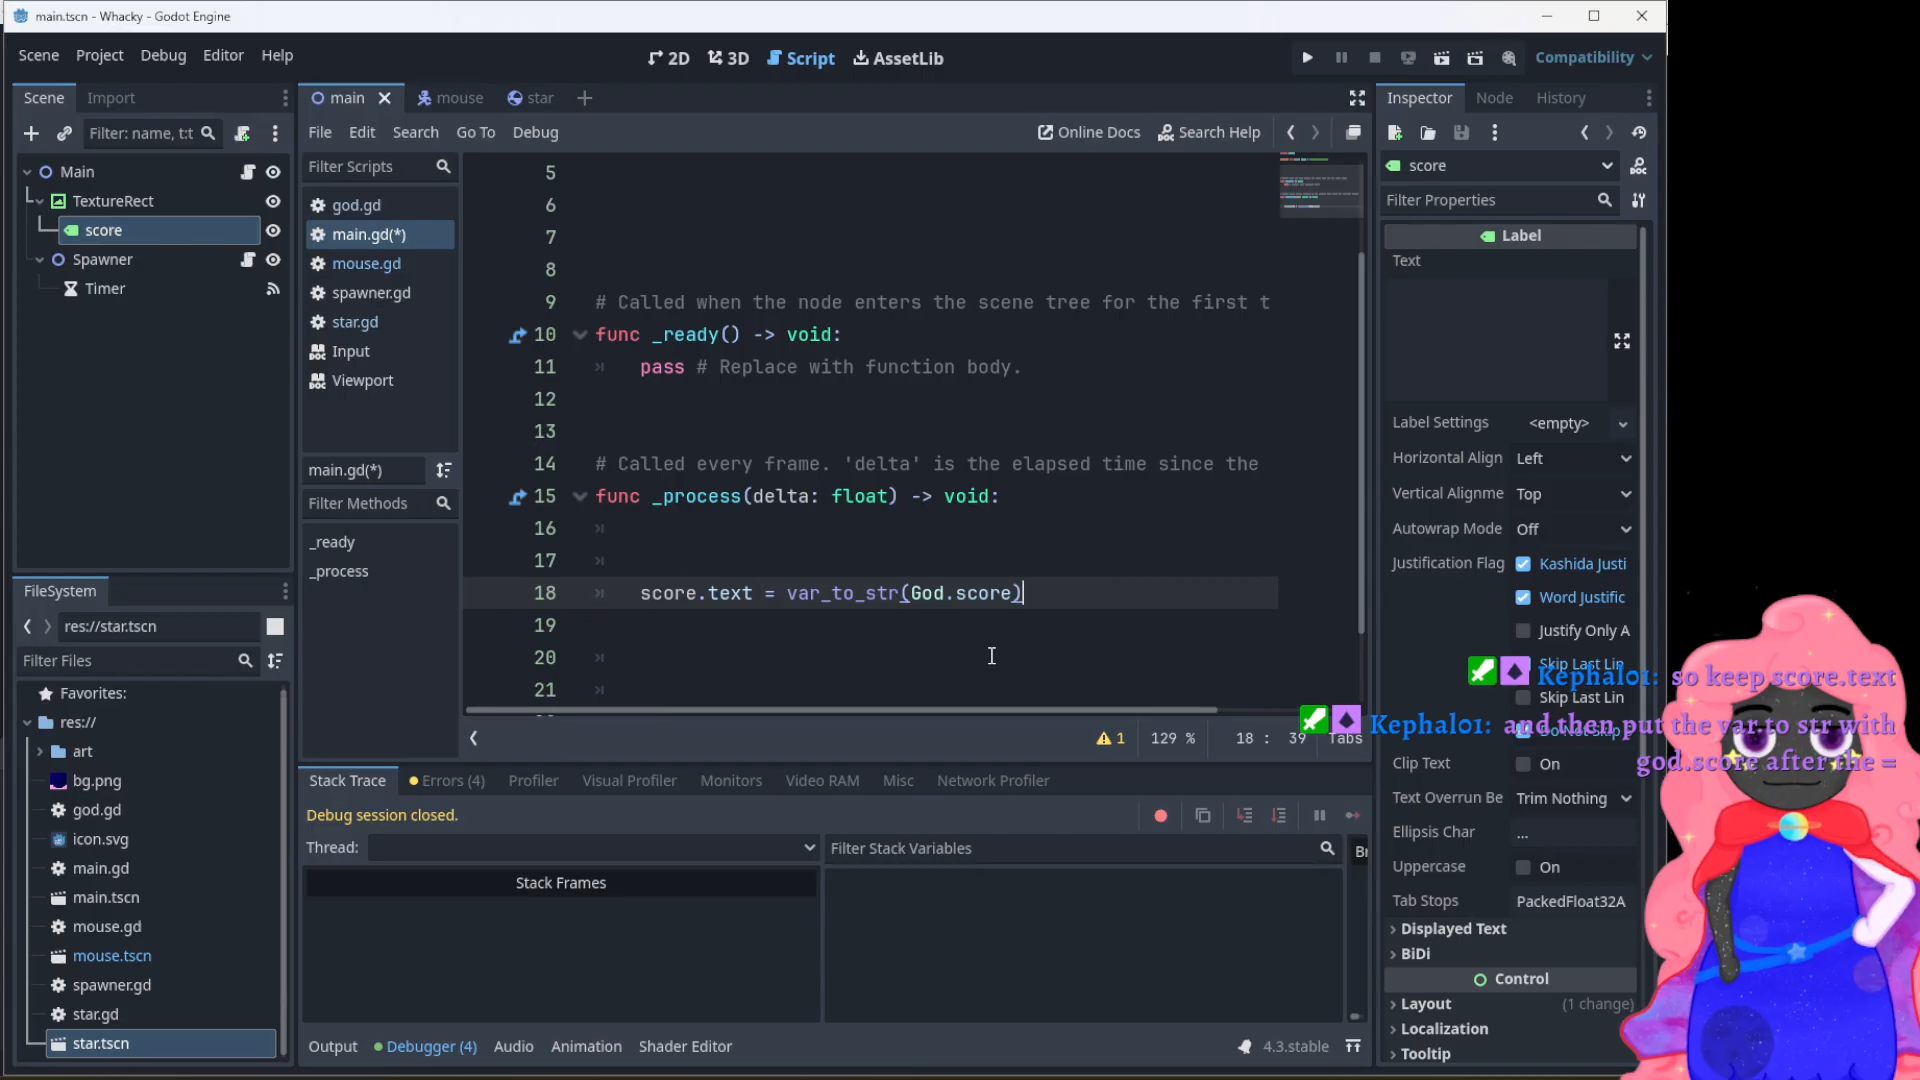 main.tscn - Whacky - Godot Engine
Scene Project Debug Editor Help
2D 3D Script AssetLib
Compatibility
Scene Import
Filter: name, t:t
Main
TextureRect
score
Spawner
Timer
main mouse star
File Edit Search Go To Debug
Online Docs Search Help
Filter Scripts
god.gd
main.gd(*)
mouse.gd
spawner.gd
star.gd
Input
Viewport
main.gd(*)
Filter Methods
_ready
_process
5
6
7
8
9 # Called when the node enters the scene tree for the first t
10 func _ready() -> void:
11 pass # Replace with function body.
12
13
14 # Called every frame. 'delta' is the elapsed time since the
15 func _process(delta: float) -> void:
16
17
18 score.text = var_to_str(God.score)
19
20
21
1 129 % 18 : 39 Tabs
FileSystem
res://star.tscn
Filter Files
Favorites:
res://
art
bg.png
god.gd
icon.svg
main.gd
main.tscn
mouse.gd
mouse.tscn
spawner.gd
star.gd
star.tscn
Stack Trace Errors (4) Profiler Visual Profiler Monitors Video RAM Misc Network Profiler
Debug session closed.
Thread:
Filter Stack Variables
Br
Stack Frames
Output Debugger (4) Audio Animation Shader Editor
4.3.stable
Inspector Node History
score
Filter Properties
Label
Text
Label Settings <empty>
Horizontal Align Left
Vertical Alignme Top
Autowrap Mode Off
Justification Flag Kashida Justi
Word Justific
Justify Only A
Skip Last Lin
Skip Last Lin
Do Not Skip
Clip Text On
Text Overrun Be Trim Nothing
Ellipsis Char ...
Uppercase On
Tab Stops PackedFloat32A
Displayed Text
BiDi
Control
Layout (1 change)
Localization
Tooltip
Kephal01: so keep score.text
Kephal01: and then put the var to str with
god.score after the =